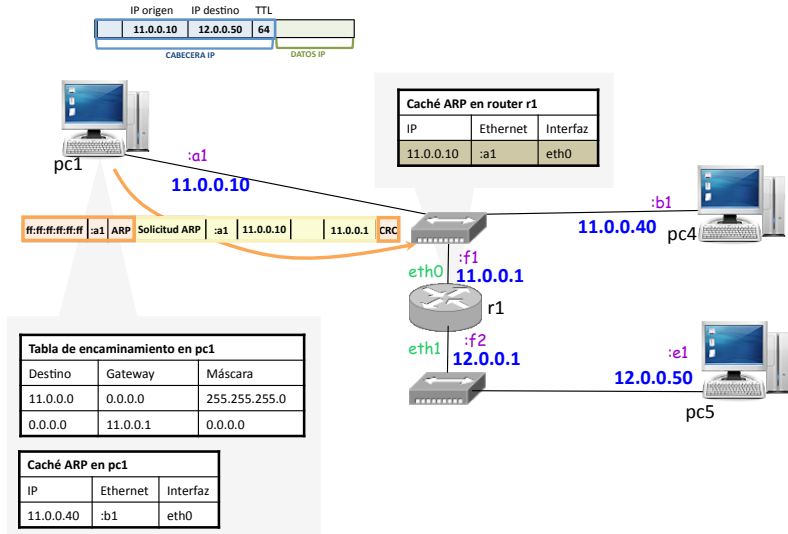 IP origen IP destino TTL
11.0.0.10 12.0.0.50 64
CABECERA IP DATOS IP
Caché ARP en router r1
IP Ethernet Interfaz
11.0.0.10 :a1 eth0
pc1
:a1
11.0.0.10
:b1
11.0.0.40
pc4
ff:ff:ff:ff:ff:ff :a1 ARP Solicitud ARP :a1 11.0.0.10 11.0.0.1 CRC
:f1
eth0 11.0.0.1
r1
eth1 :f2
12.0.0.1
:e1
12.0.0.50
pc5
Tabla de encaminamiento en pc1
Destino Gateway Máscara
11.0.0.0 0.0.0.0 255.255.255.0
0.0.0.0 11.0.0.1 0.0.0.0
Caché ARP en pc1
IP Ethernet Interfaz
11.0.0.40 :b1 eth0